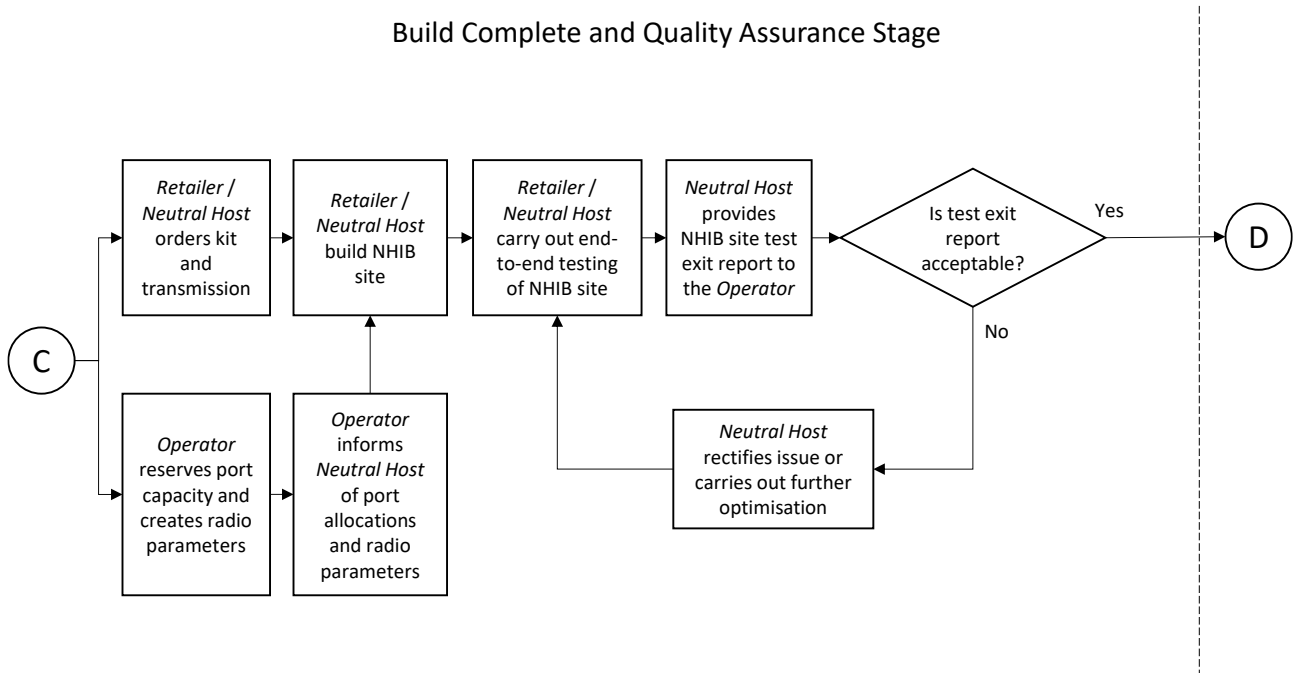 Build Complete and Quality Assurance Stage
C
Retailer /
Neutral Host
orders kit
and
transmission
Retailer /
Neutral Host
build NHIB
site
Retailer /
Neutral Host
carry out end-
to-end testing
of NHIB site
Neutral Host
provides
NHIB site test
exit report to
the Operator
Is test exit
report
acceptable?
Yes
D
No
Operator
reserves port
capacity and
creates radio
parameters
Operator
informs
Neutral Host
of port
allocations
and radio
parameters
Neutral Host
rectifies issue or
carries out further
optimisation